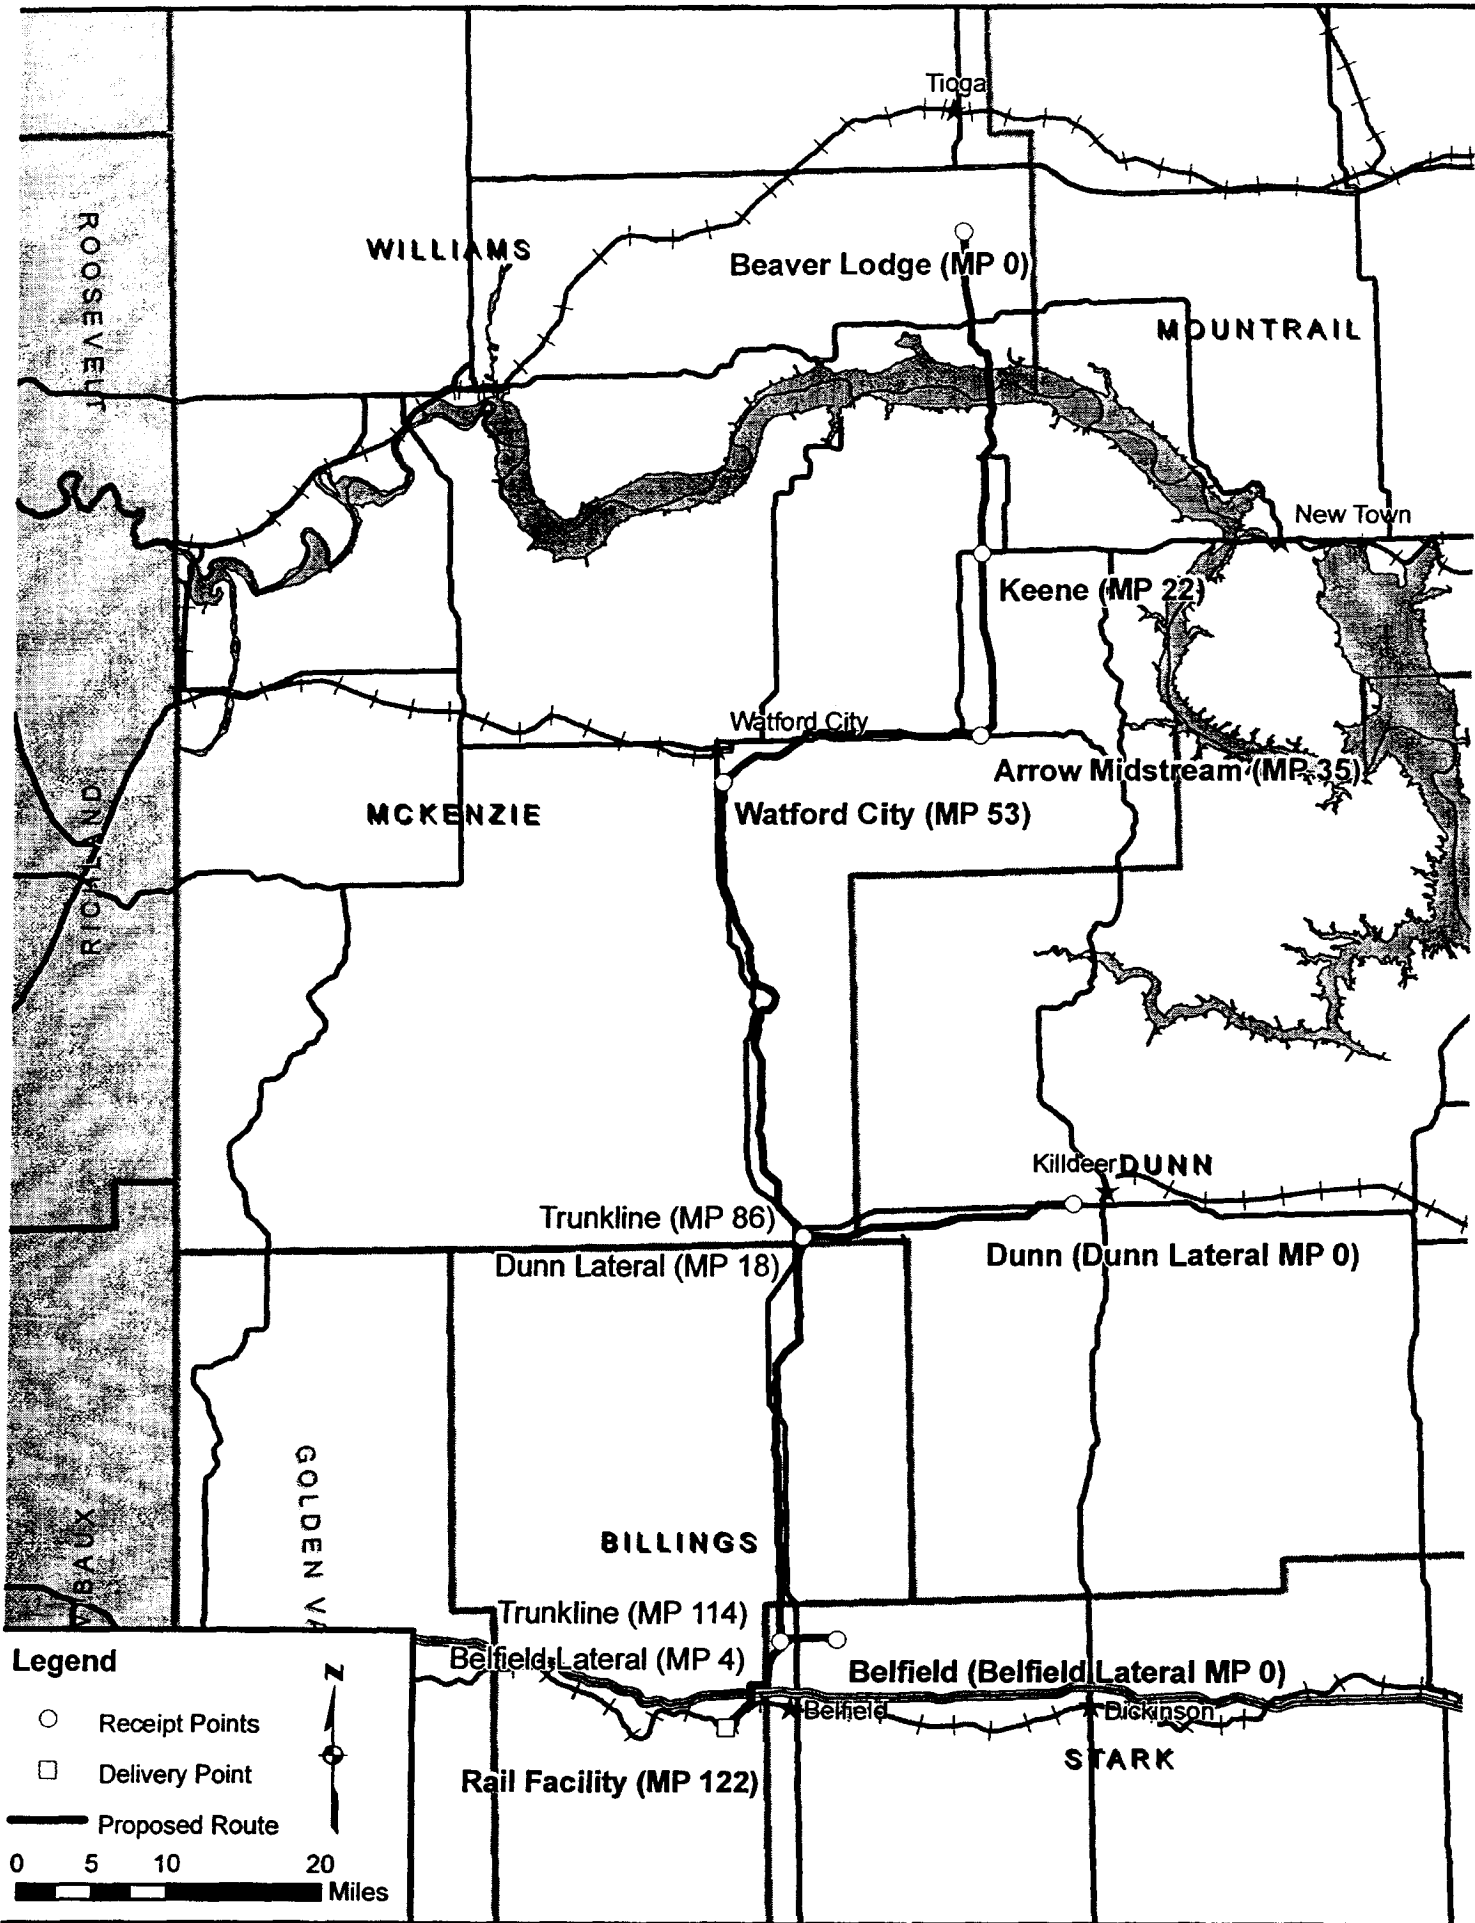 Tioga
ROOSEVELT
WILLIAMS
Beaver Lodge (MP 0)
MOUNTRAIL
New Town
Keene (MP 22)
Watford City
Arrow Midstream (MP 35)
RICHLAND
MCKENZIE
Watford City (MP 53)
Killdeer
DUNN
Trunkline (MP 86)
Dunn Lateral (MP 18)
Dunn (Dunn Lateral MP 0)
GOLDEN VA
WIBAUX
BILLINGS
Trunkline (MP 114)
Belfield Lateral (MP 4)
Belfield (Belfield Lateral MP 0)
Belfield
Dickinson
STARK
Rail Facility (MP 122)
Legend
N
Receipt Points
Delivery Point
Proposed Route
0 5 10 20
Miles